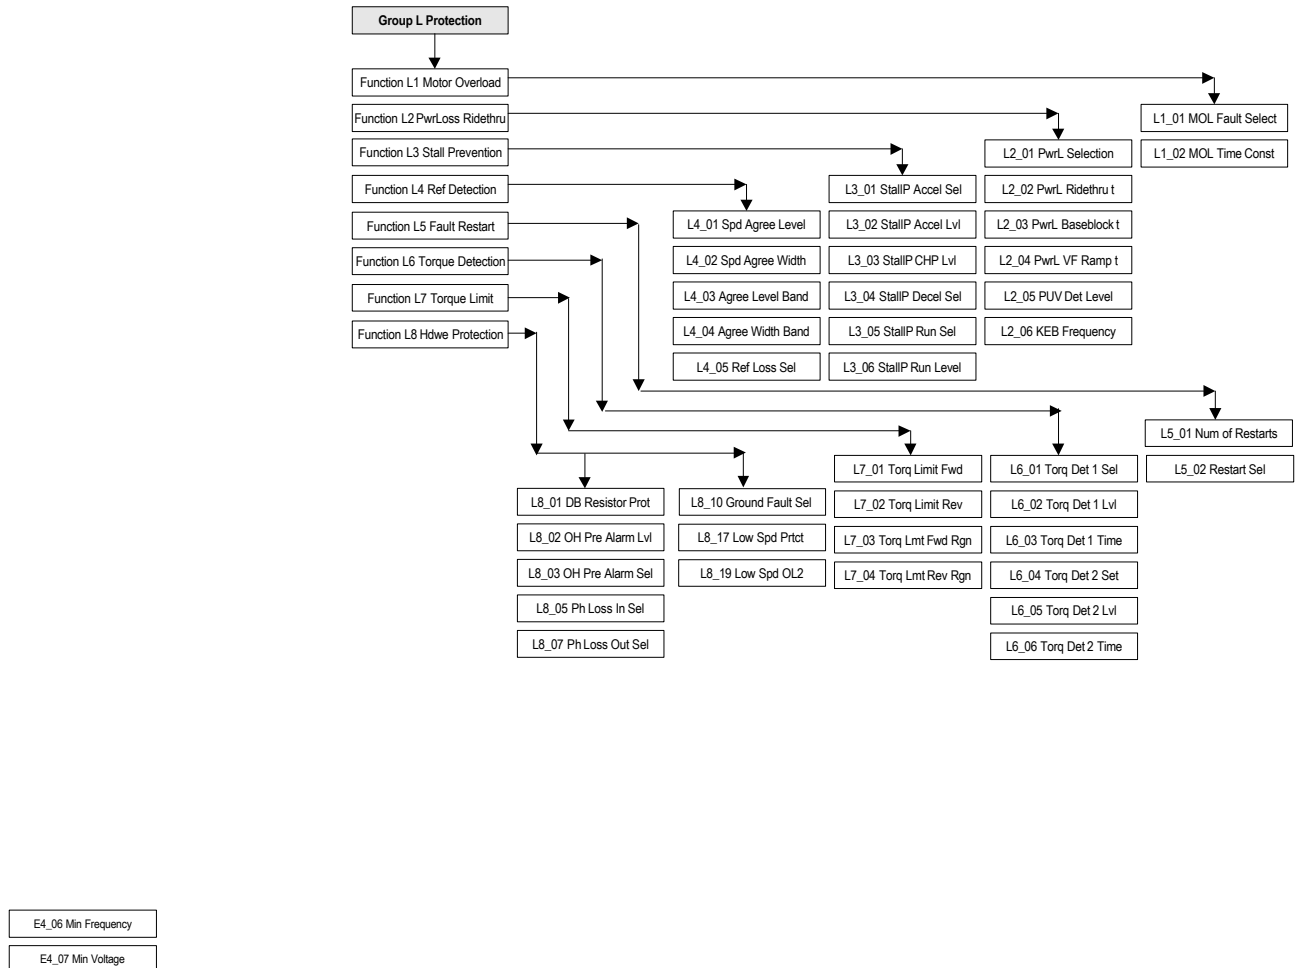 Group L Protection
Function L1 Motor Overload
Function L2 PwrLoss Ridethru
Function L3 Stall Prevention
Function L4 Ref Detection
Function L5 Fault Restart
Function L6 Torque Detection
Function L7 Torque Limit
Function L8 Hdwe Protection
L1_01 MOL Fault Select
L1_02 MOL Time Const
L2_01 PwrL Selection
L2_02 PwrL Ridethru t
L2_03 PwrL Baseblock t
L2_04 PwrL VF Ramp t
L2_05 PUV Det Level
L2_06 KEB Frequency
L3_01 StallP Accel Sel
L3_02 StallP Accel Lvl
L3_03 StallP CHP Lvl
L3_04 StallP Decel Sel
L3_05 StallP Run Sel
L3_06 StallP Run Level
L4_01 Spd Agree Level
L4_02 Spd Agree Width
L4_03 Agree Level Band
L4_04 Agree Width Band
L4_05 Ref Loss Sel
L5_01 Num of Restarts
L5_02 Restart Sel
L6_01 Torq Det 1 Sel
L6_02 Torq Det 1 Lvl
L6_03 Torq Det 1 Time
L6_04 Torq Det 2 Set
L6_05 Torq Det 2 Lvl
L6_06 Torq Det 2 Time
L7_01 Torq Limit Fwd
L7_02 Torq Limit Rev
L7_03 Torq Lmt Fwd Rgn
L7_04 Torq Lmt Rev Rgn
L8_01 DB Resistor Prot
L8_02 OH Pre Alarm Lvl
L8_03 OH Pre Alarm Sel
L8_05 Ph Loss In Sel
L8_07 Ph Loss Out Sel
L8_10 Ground Fault Sel
L8_17 Low Spd Prtct
L8_19 Low Spd OL2
E4_06 Min Frequency
E4_07 Min Voltage